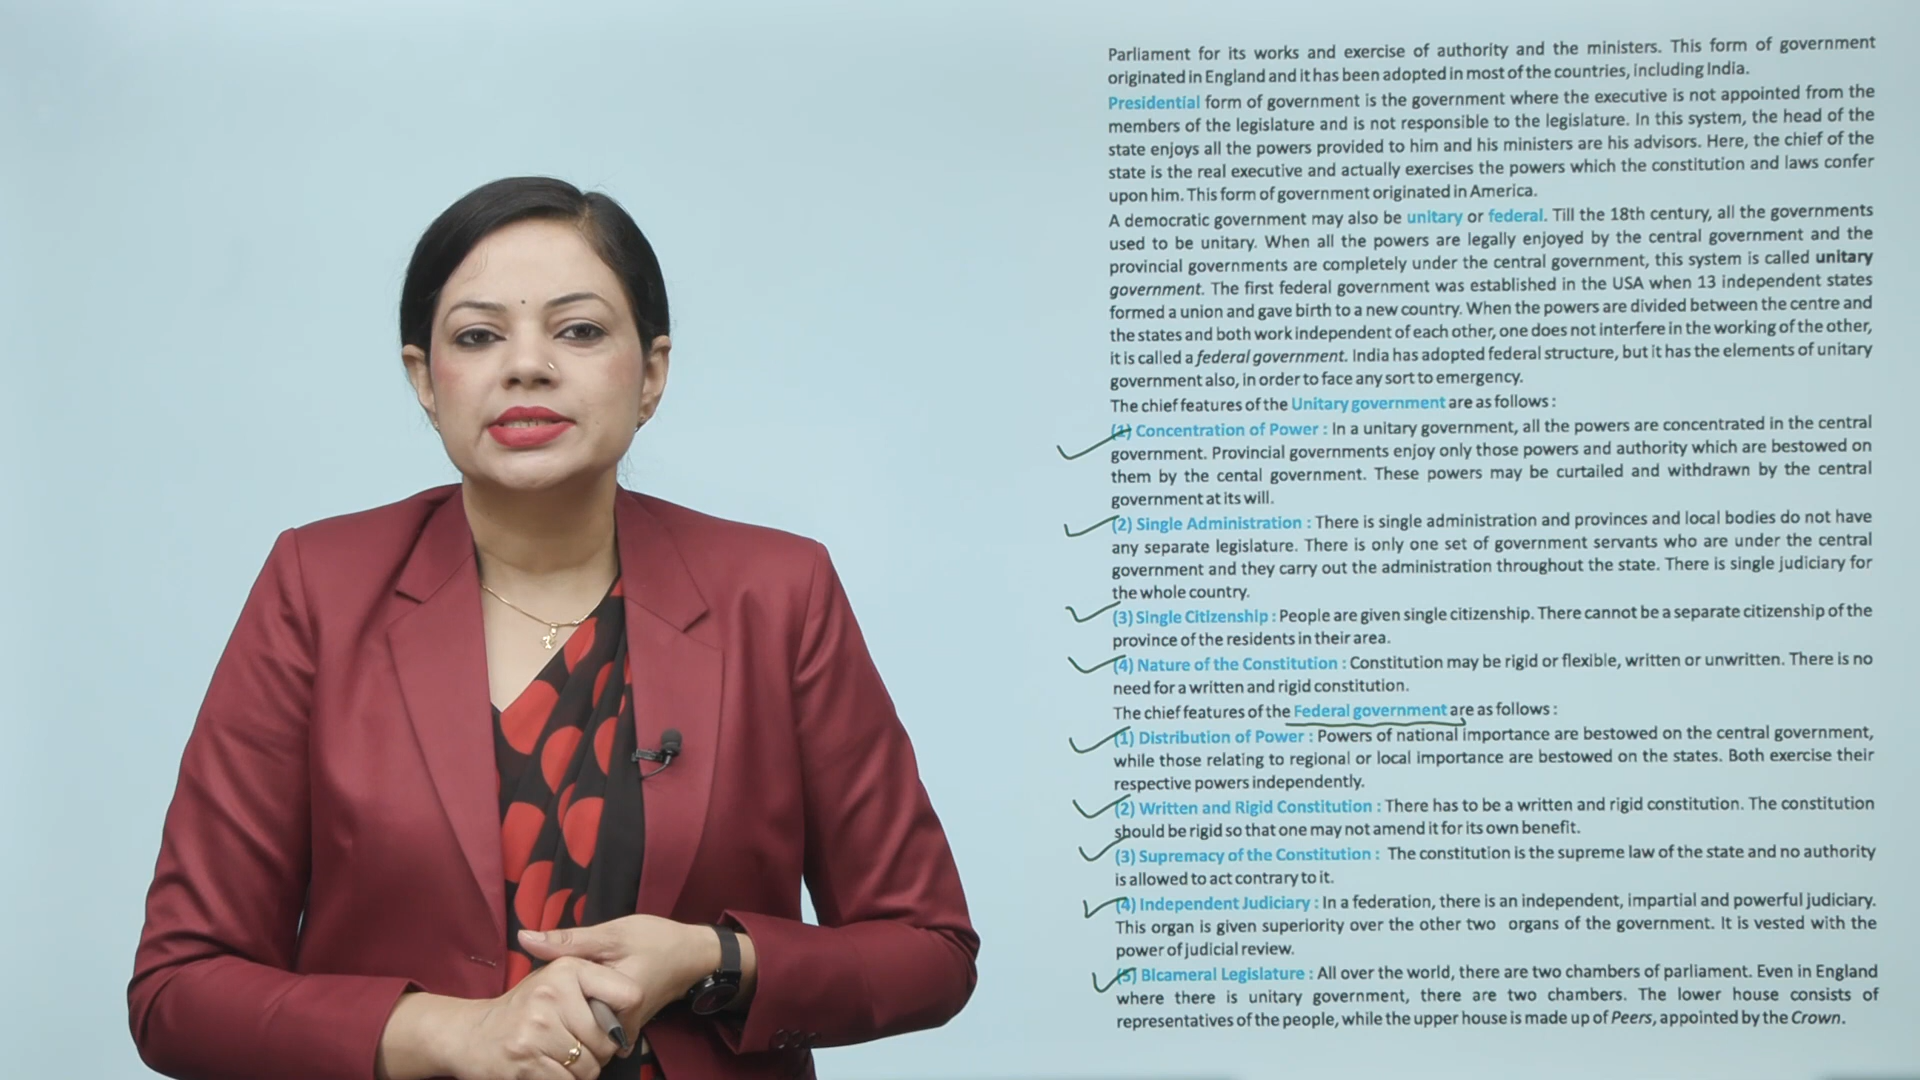 Parliament for its works and exercise of authority and the ministers. This form of government
originated in England and it has been adopted in most of the countries, including India.
Presidential form of government is the government where the executive is not appointed from the
members of the legislature and is not responsible to the legislature. In this system, the head of the
state enjoys all the powers provided to him and his ministers are his advisors. Here, the chief of the
state is the real executive and actually exercises the powers which the constitution and laws confer
upon him. This form of government originated in America.
A democratic government may also be unitary or federal. Till the 18th century, all the governments
used to be unitary. When all the powers are legally enjoyed by the central government and the
provincial governments are completely under the central government, this system is called unitary
government. The first federal government was established in the USA when 13 independent states
formed a union and gave birth to a new country. When the powers are divided between the centre and
the states and both work independent of each other, one does not interfere in the working of the other,
it is called a federal government. India has adopted federal structure, but it has the elements of unitary
government also, in order to face any sort to emergency.
The chief features of the Unitary government are as follows :
(1) Concentration of Power : In a unitary government, all the powers are concentrated in the central
government. Provincial governments enjoy only those powers and authority which are bestowed on
them by the cental government. These powers may be curtailed and withdrawn by the central
government at its will.
(2) Single Administration : There is single administration and provinces and local bodies do not have
any separate legislature. There is only one set of government servants who are under the central
government and they carry out the administration throughout the state. There is single judiciary for
the whole country.
(3) Single Citizenship : People are given single citizenship. There cannot be a separate citizenship of the
province of the residents in their area.
(4) Nature of the Constitution : Constitution may be rigid or flexible, written or unwritten. There is no
need for a written and rigid constitution.
The chief features of the Federal government are as follows :
(1) Distribution of Power : Powers of national importance are bestowed on the central government,
while those relating to regional or local importance are bestowed on the states. Both exercise their
respective powers independently.
(2) Written and Rigid Constitution : There has to be a written and rigid constitution. The constitution
should be rigid so that one may not amend it for its own benefit.
(3) Supremacy of the Constitution : The constitution is the supreme law of the state and no authority
is allowed to act contrary to it.
(4) Independent Judiciary : In a federation, there is an independent, impartial and powerful judiciary.
This organ is given superiority over the other two organs of the government. It is vested with the
power of judicial review.
(5) Bicameral Legislature : All over the world, there are two chambers of parliament. Even in England
where there is unitary government, there are two chambers. The lower house consists of
representatives of the people, while the upper house is made up of Peers, appointed by the Crown.